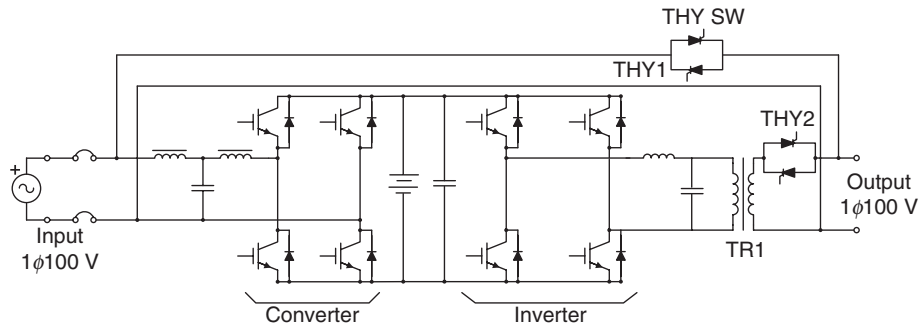 THY SW
THY1
THY2
+
Input
1ϕ100 V
Output
1ϕ100 V
TR1
Converter
Inverter